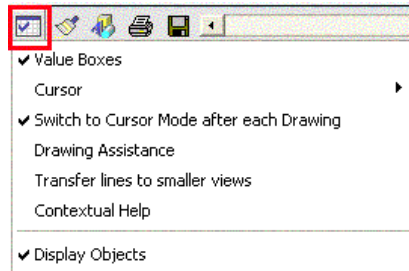 Value Boxes
Cursor
Switch to Cursor Mode after each Drawing
Drawing Assistance
Transfer lines to smaller views
Contextual Help
Display Objects